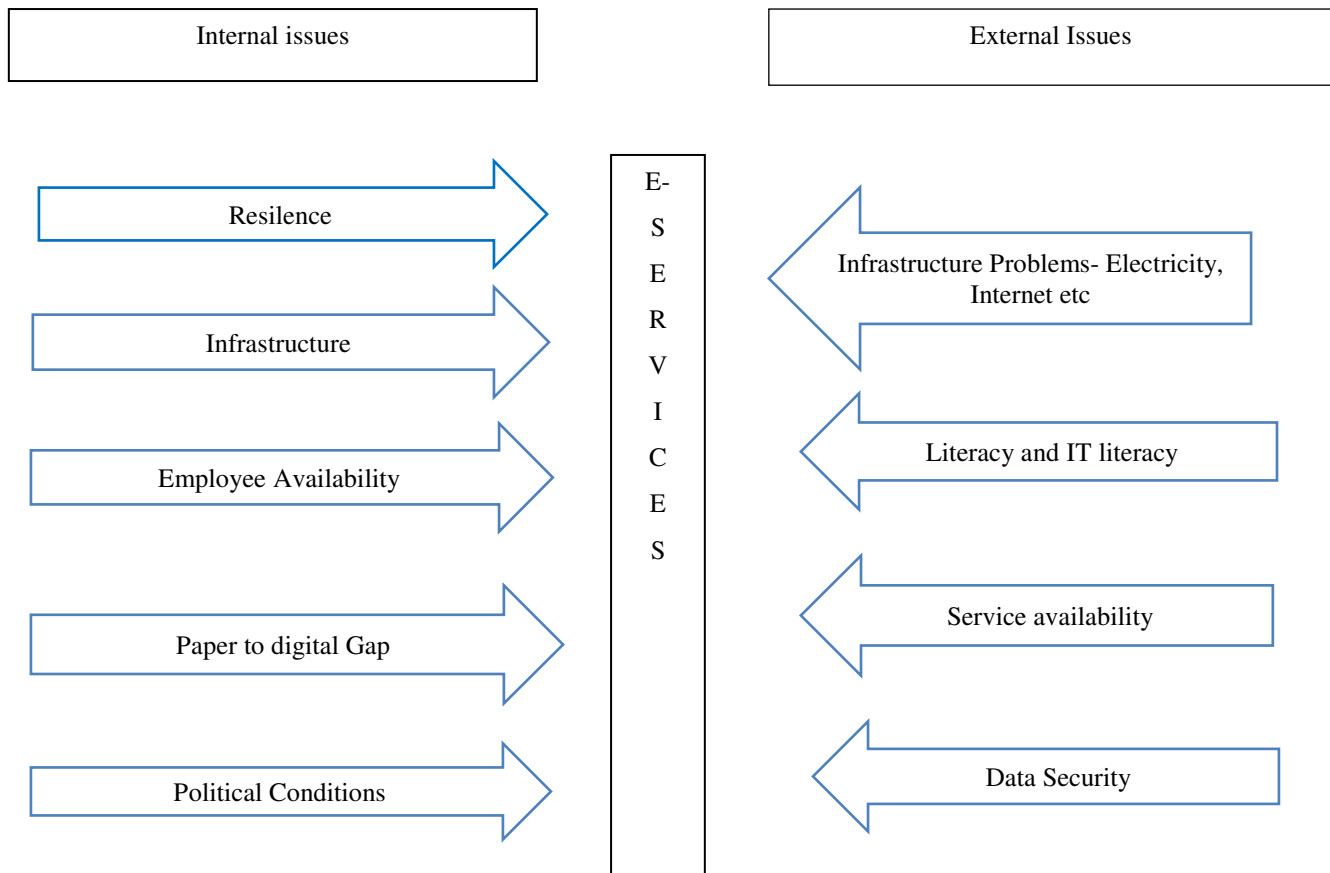 Internal issues
External Issues
Resilence
Infrastructure
Employee Availability
Paper to digital Gap
Political Conditions
E-
S
E
R
V
I
C
E
S
Infrastructure Problems- Electricity,
Internet etc
Literacy and IT literacy
Service availability
Data Security